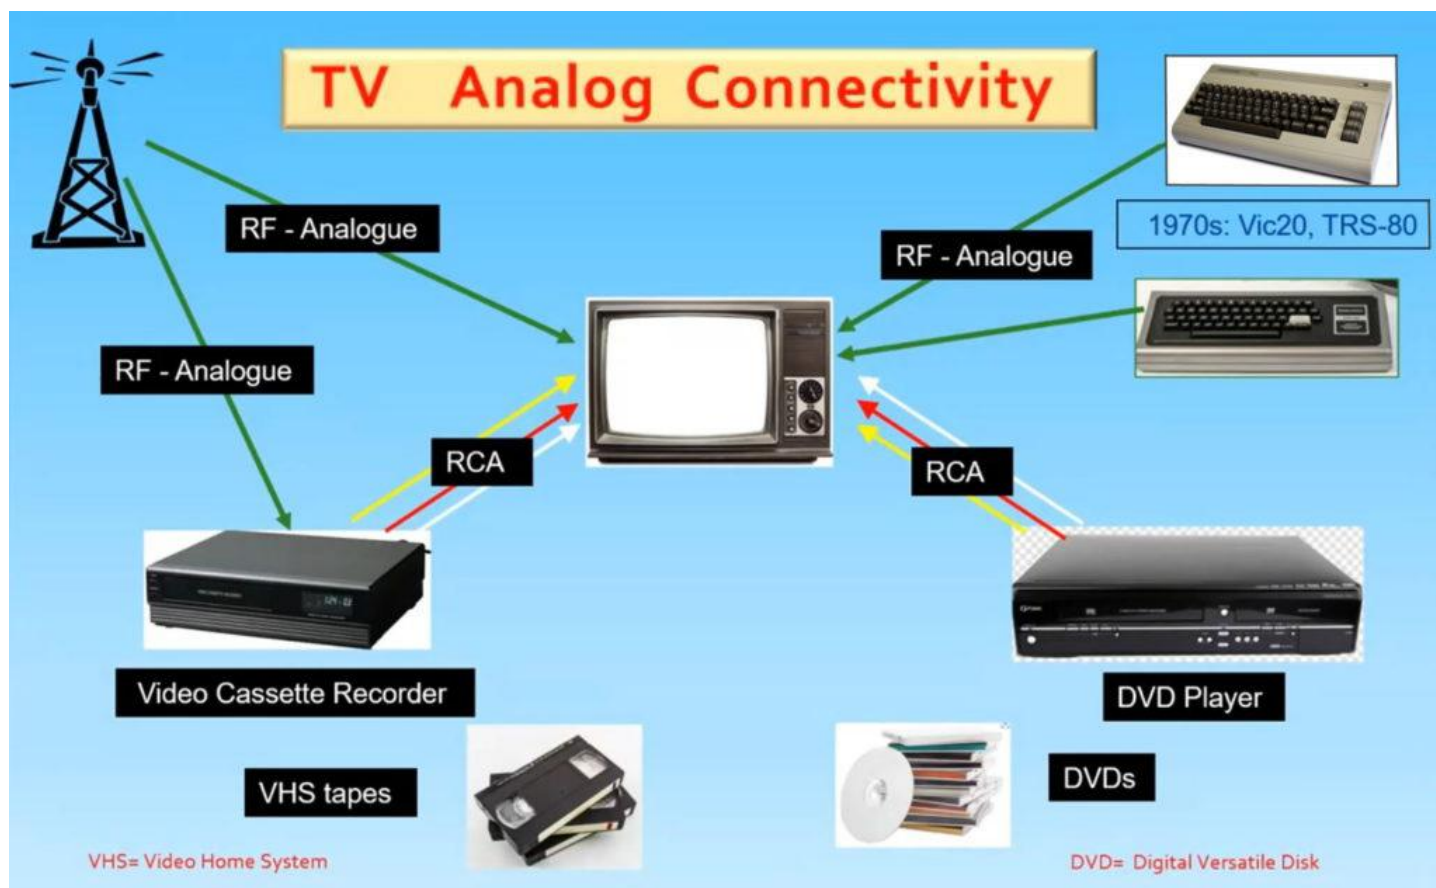 TV Analog Connectivity
RF - Analogue
1970s: Vic20, TRS-80
RF - Analogue
RF - Analogue
RCA
RCA
Video Cassette Recorder
DVD Player
VHS tapes
DVDs
VHS= Video Home System
DVD= Digital Versatile Disk